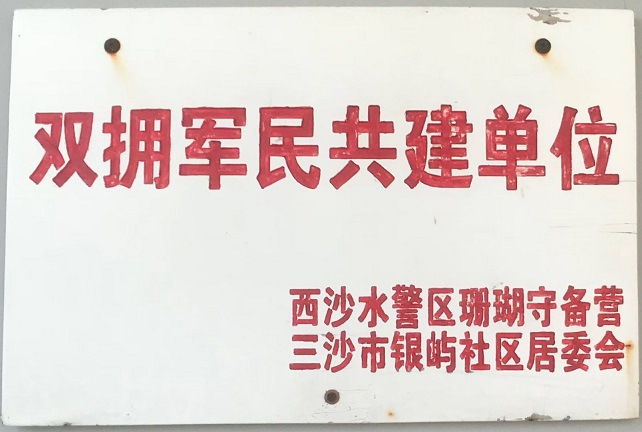 双拥军民共建单位
西沙水警区珊瑚守备营
三沙市银屿社区居委会